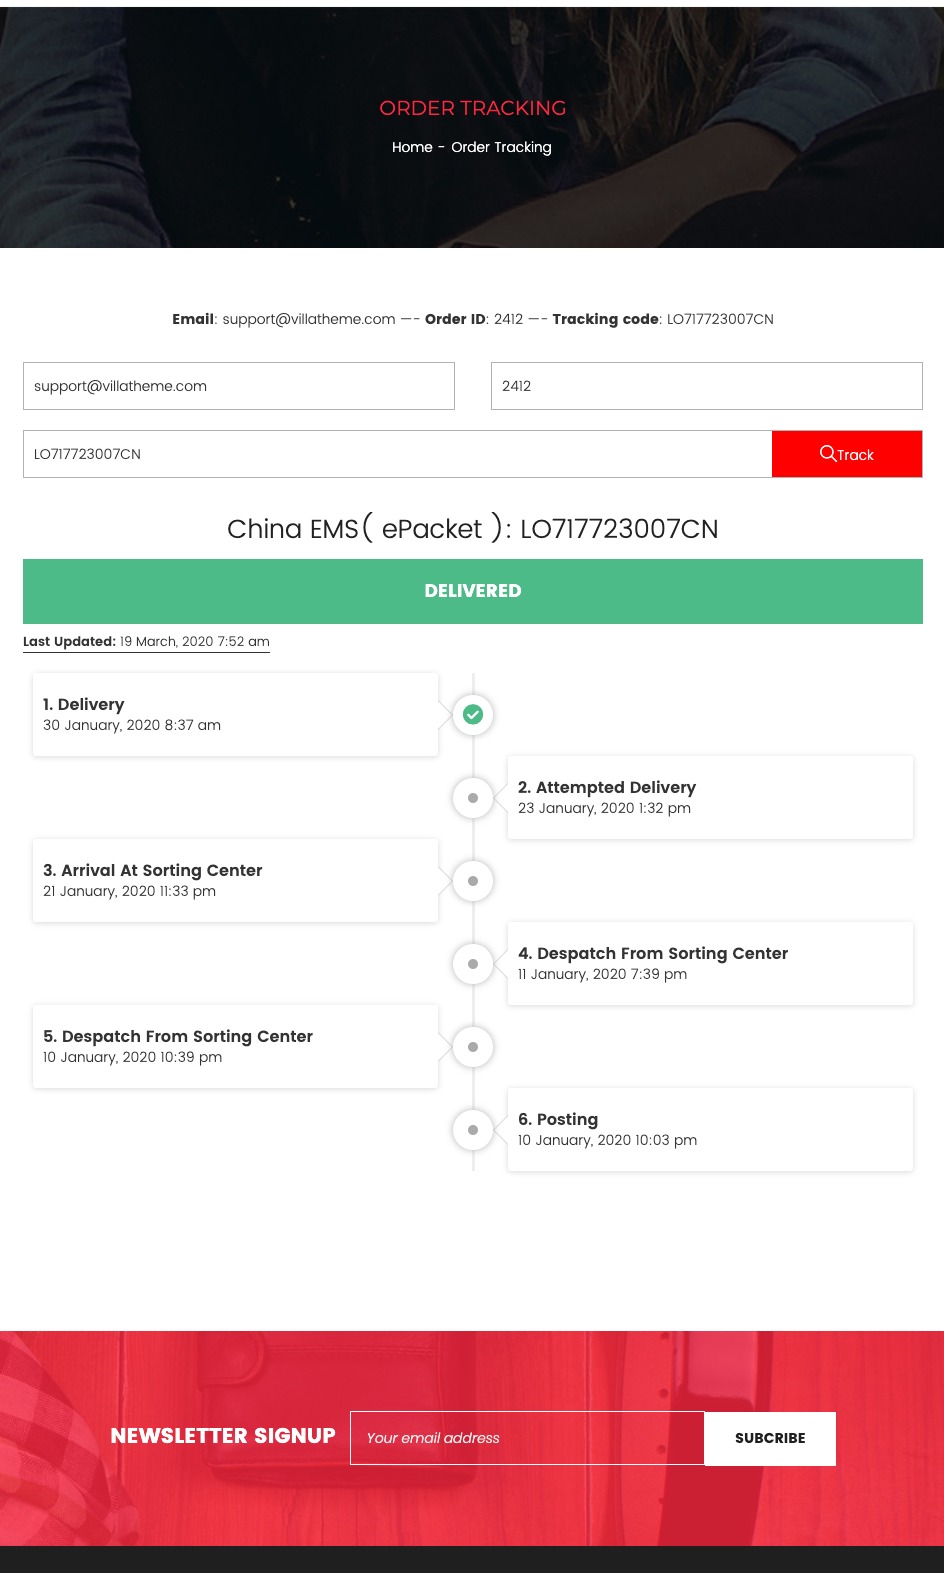 ORDER TRACKING
Home - Order Tracking
Email: support@villatheme.com —- Order ID: 2412 —- Tracking code: LO717723007CN
support@villatheme.com
2412
LO717723007CN
Track
China EMS( ePacket ): LO717723007CN
DELIVERED
Last Updated: 19 March, 2020 7:52 am
1. Delivery
30 January, 2020 8:37 am
2. Attempted Delivery
23 January, 2020 1:32 pm
3. Arrival At Sorting Center
21 January, 2020 11:33 pm
4. Despatch From Sorting Center
11 January, 2020 7:39 pm
5. Despatch From Sorting Center
10 January, 2020 10:39 pm
6. Posting
10 January, 2020 10:03 pm
NEWSLETTER SIGNUP
Your email address
SUBCRIBE